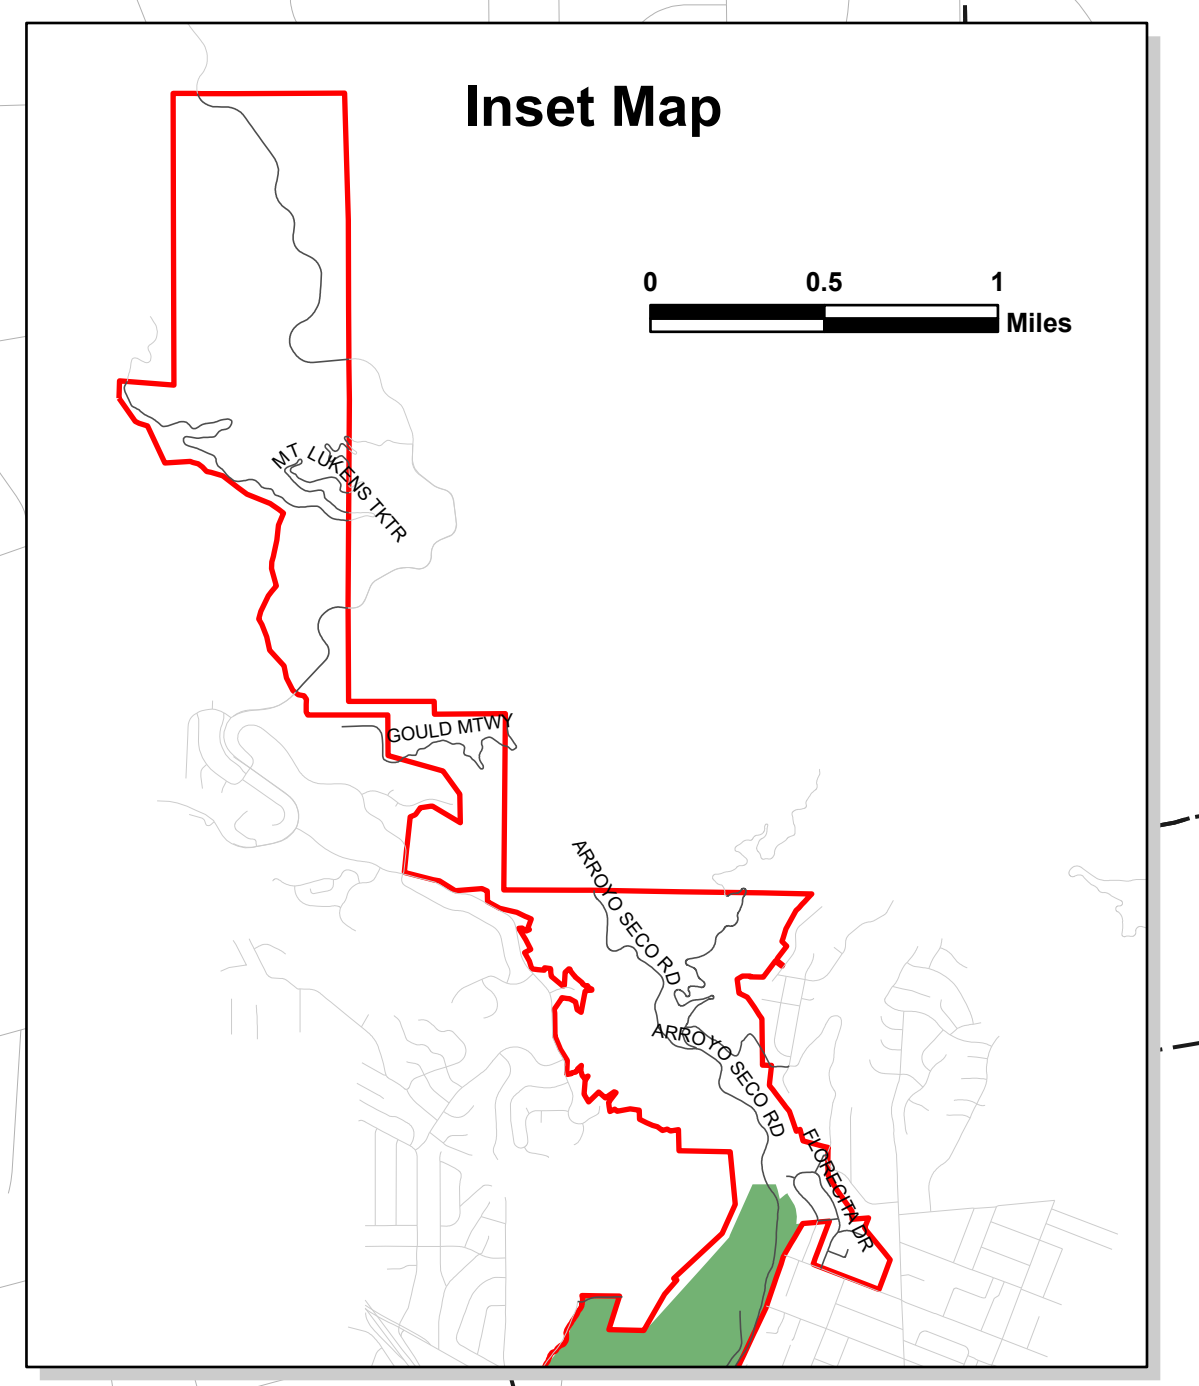 Inset Map
0 0.5 1
Miles
MT LUKENS TKTR
GOULD MTWY
ARROYO SECO RD
ARROYO SECO RD
FLORECITA DR